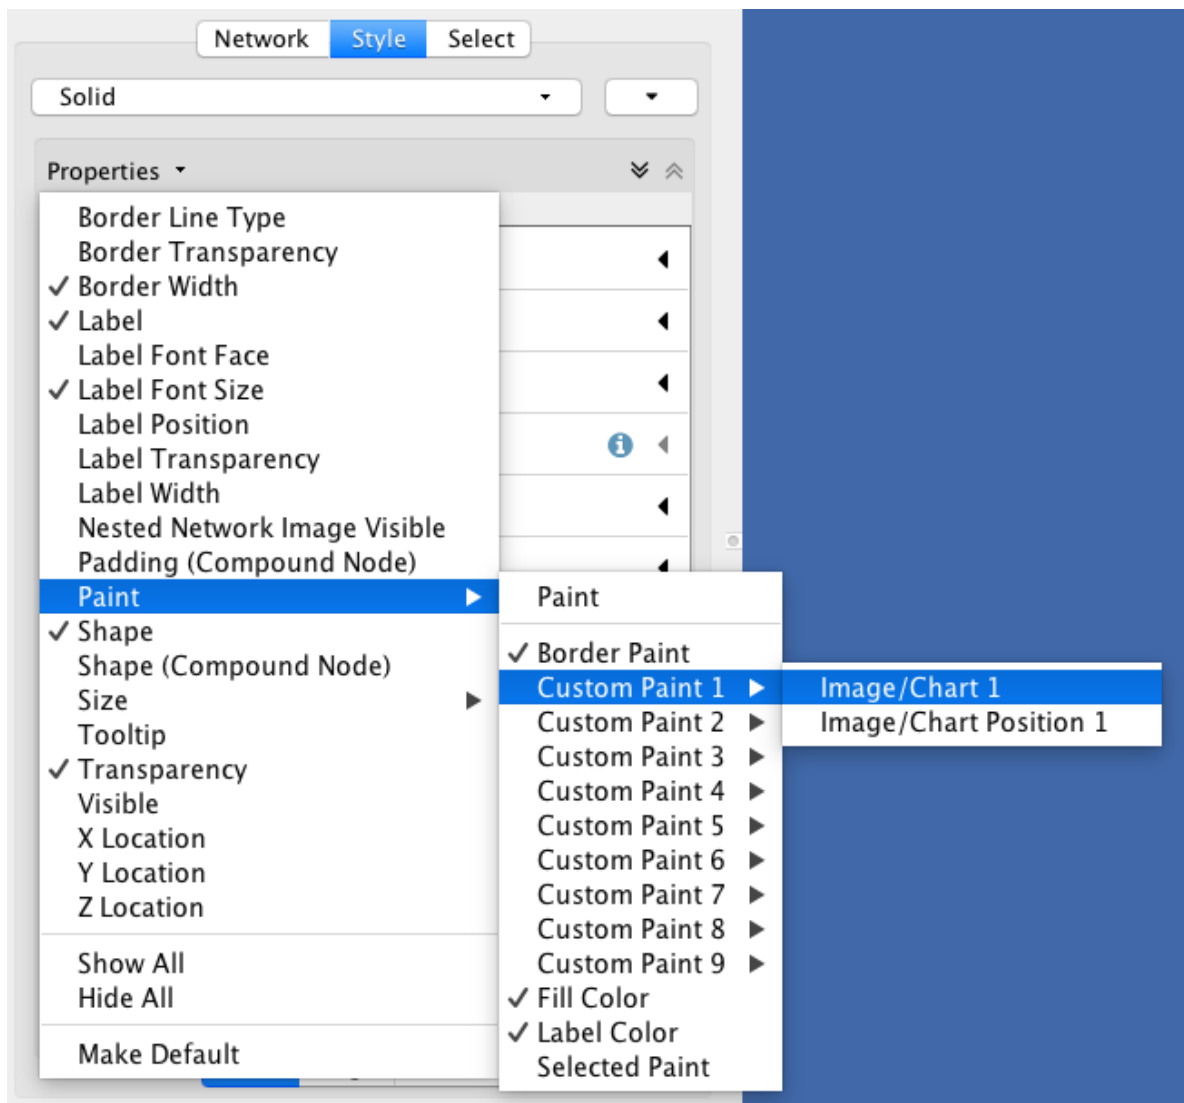 Network Style Select
Solid
Properties
Border Line Type
Border Transparency
Border Width
Label
Label Font Face
Label Font Size
Label Position
Label Transparency
Label Width
Nested Network Image Visible
Padding (Compound Node)
Paint
Shape
Shape (Compound Node)
Size
Tooltip
Transparency
Visible
X Location
Y Location
Z Location
Show All
Hide All
Make Default
Paint
Border Paint
Custom Paint 1
Custom Paint 2
Custom Paint 3
Custom Paint 4
Custom Paint 5
Custom Paint 6
Custom Paint 7
Custom Paint 8
Custom Paint 9
Fill Color
Label Color
Selected Paint
Image/Chart 1
Image/Chart Position 1